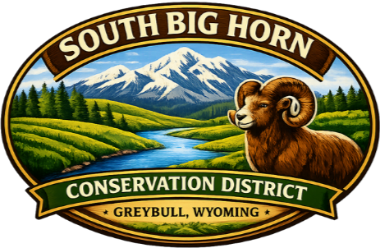 SOUTH BIG HORN
CONSERVATION DISTRICT
GREYBULL, WYOMING